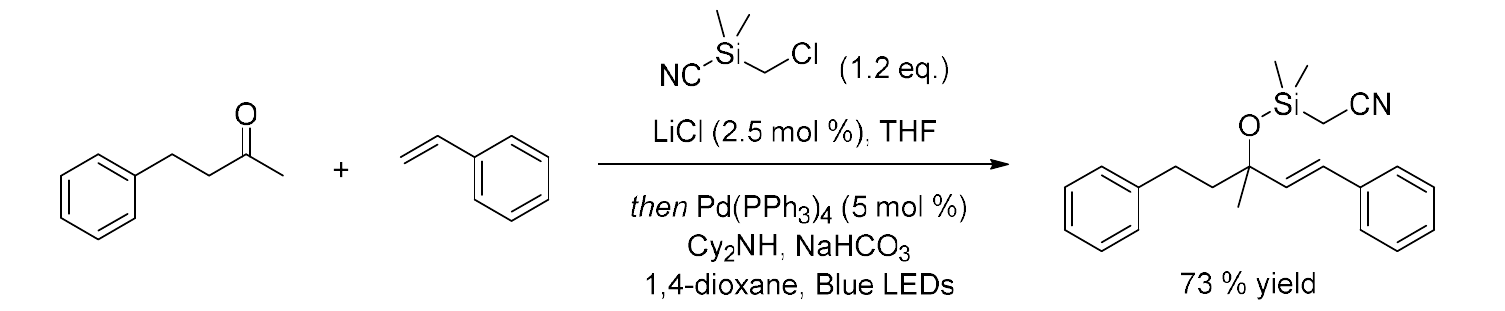 O
+
Si
NC
Cl
(1.2 eq.)
LiCl (2.5 mol %), THF
then Pd(PPh3)4 (5 mol %)
Cy2NH, NaHCO3
1,4-dioxane, Blue LEDs
Si
CN
O
73 % yield